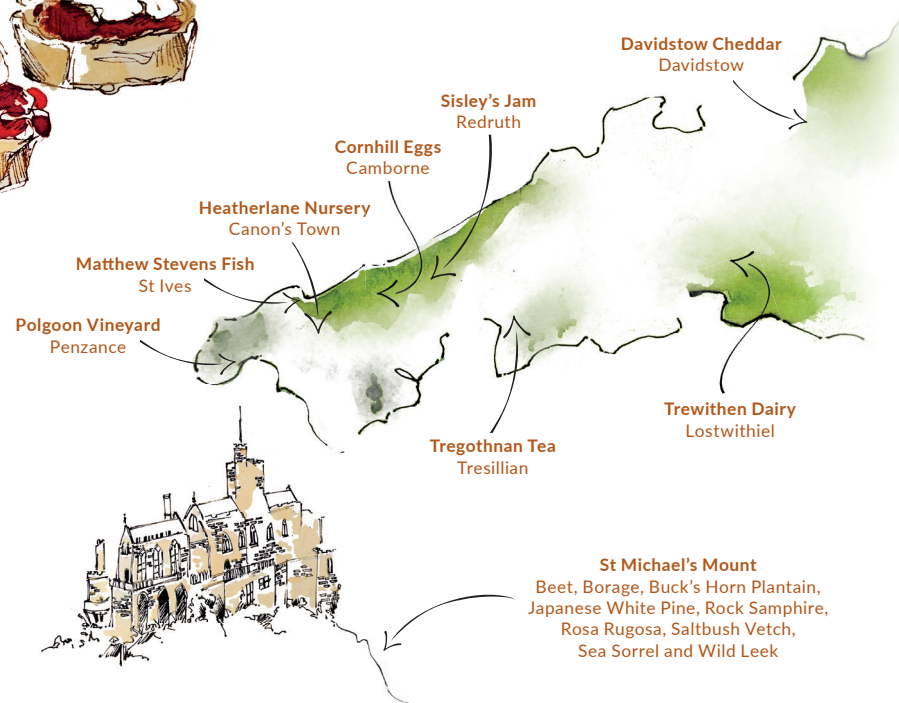 Davidstow Cheddar
Davidstow
Sisley's Jam
Redruth
Cornhill Eggs
Camborne
Heatherlane Nursery
Canon's Town
Matthew Stevens Fish
St Ives
Polgoon Vineyard
Penzance
Trewithen Dairy
Lostwithiel
Tregothnan Tea
Tresillian
St Michael's Mount
Beet, Borage, Buck's Horn Plantain,
Japanese White Pine, Rock Samphire,
Rosa Rugosa, Saltbush Vetch,
Sea Sorrel and Wild Leek